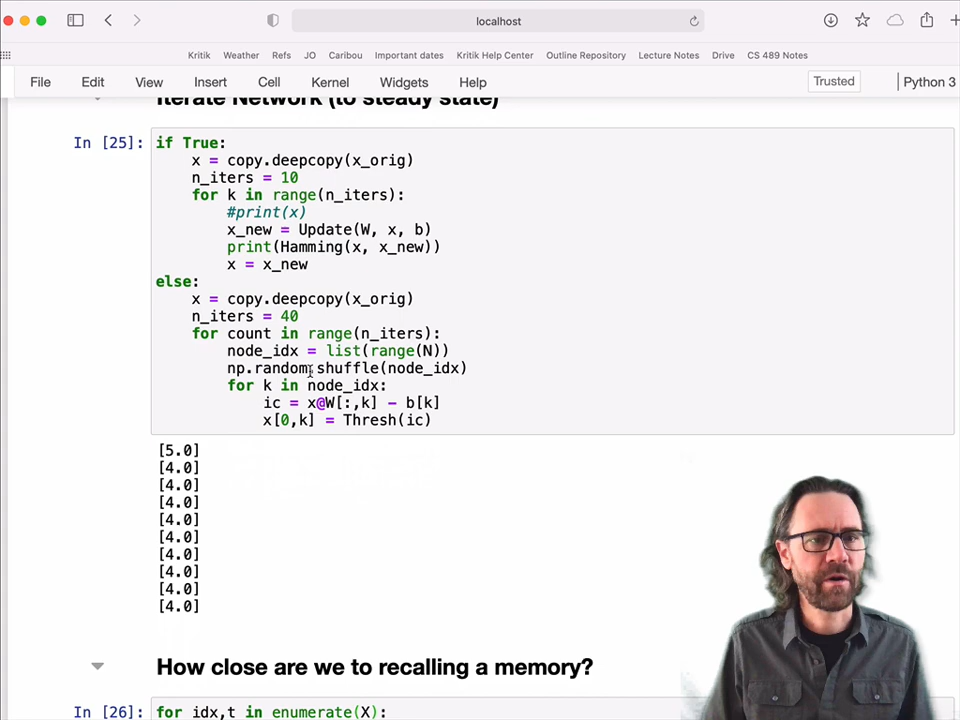 localhost
Kritik Weather Refs JO Caribou Important dates Kritik Help Center Outline Repository Lecture Notes Drive CS 489 Notes
File Edit View Insert Cell Kernel Widgets Help Trusted Python 3
Iterate Network (to steady state)
In [25]: if True:
x = copy.deepcopy(x_orig)
n_iters = 10
for k in range(n_iters):
#print(x)
x_new = Update(W, x, b)
print(Hamming(x, x_new))
x = x_new
else:
x = copy.deepcopy(x_orig)
n_iters = 40
for count in range(n_iters):
node_idx = list(range(N))
np.random.shuffle(node_idx)
for k in node_idx:
ic = x@W[:,k] - b[k]
x[0,k] = Thresh(ic)
[5.0]
[4.0]
[4.0]
[4.0]
[4.0]
[4.0]
[4.0]
[4.0]
[4.0]
[4.0]
How close are we to recalling a memory?
In [26]: for idx,t in enumerate(X):